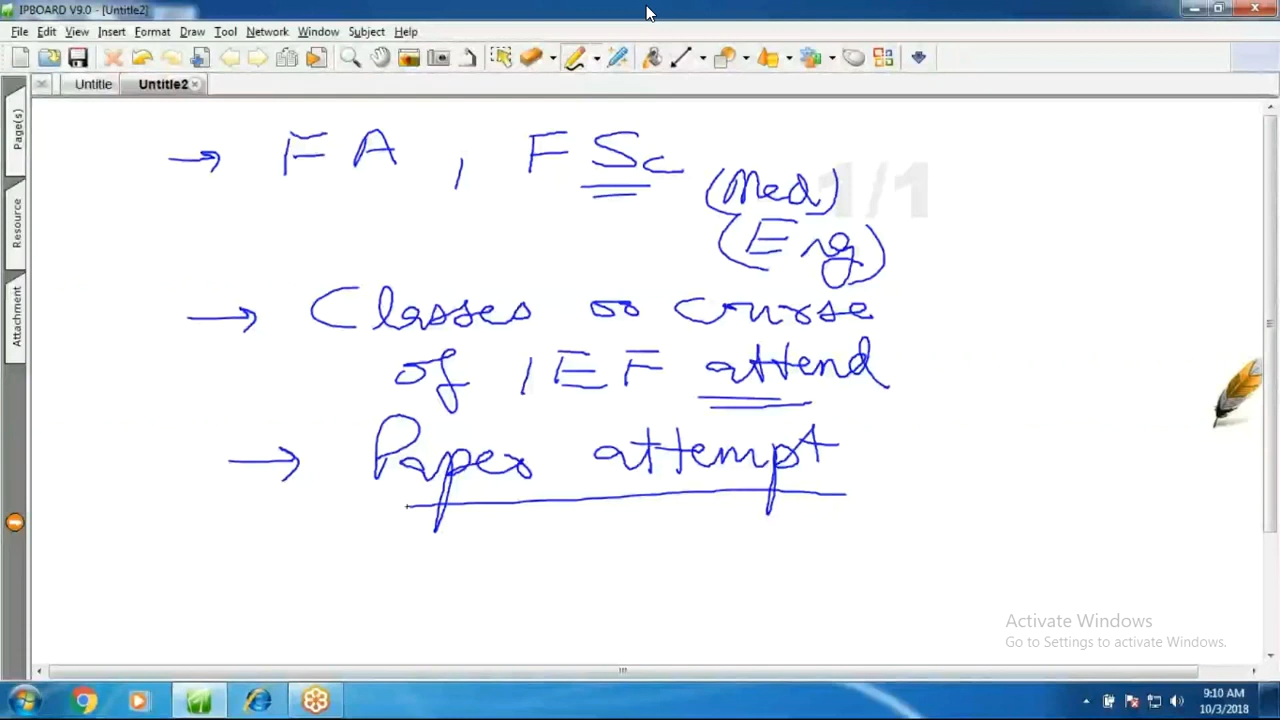 IPBOARD V9.0 - [Untitle2]
File Edit View Insert Format Draw Tool Network Window Subject Help
Untitle Untitle2
Page(s)
Resource
Attachment
1/1
→ FA, FSc (Med)
(Eng)
→ Classes or course
of IEF attend
→ Paper attempt
Activate Windows
Go to Settings to activate Windows.
9:10 AM
10/3/2018